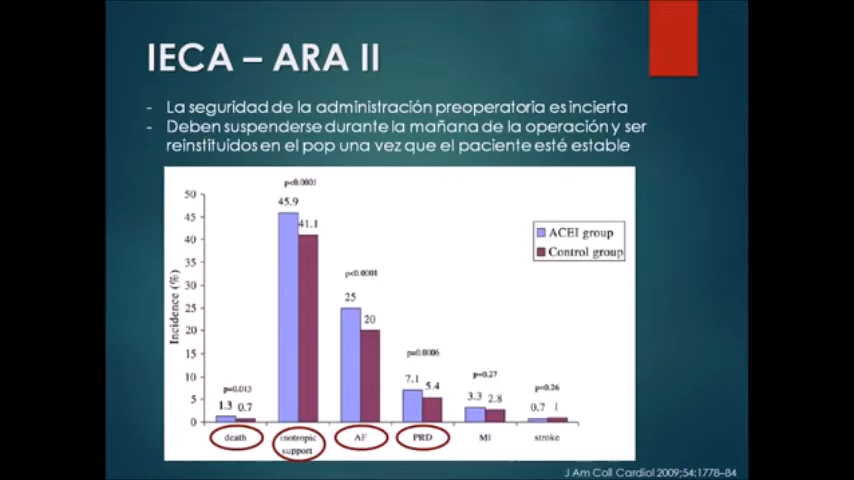 IECA – ARA II
- La seguridad de la administración preoperatoria es incierta
- Deben suspenderse durante la mañana de la operación y ser
reinstituidos en el pop una vez que el paciente esté estable
p<0.0001
50
45.9
45
41.1
ACEI group
40
Control group
35
p<0.0001
30
25
25
20
20
p=0.0006
15
p=0.013
p=0.27
p=0.26
10
7.1
5.4
5
1.3 0.7
3.3 2.8
0.7 1
0
Incidence (%)
death
inotropic
support
AF
PRD
MI
stroke
J Am Coll Cardiol 2009;54:1778–84